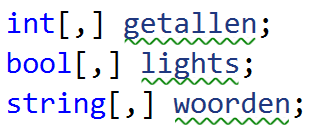 int[,] getallen;
bool[,] lights;
string[,] woorden;